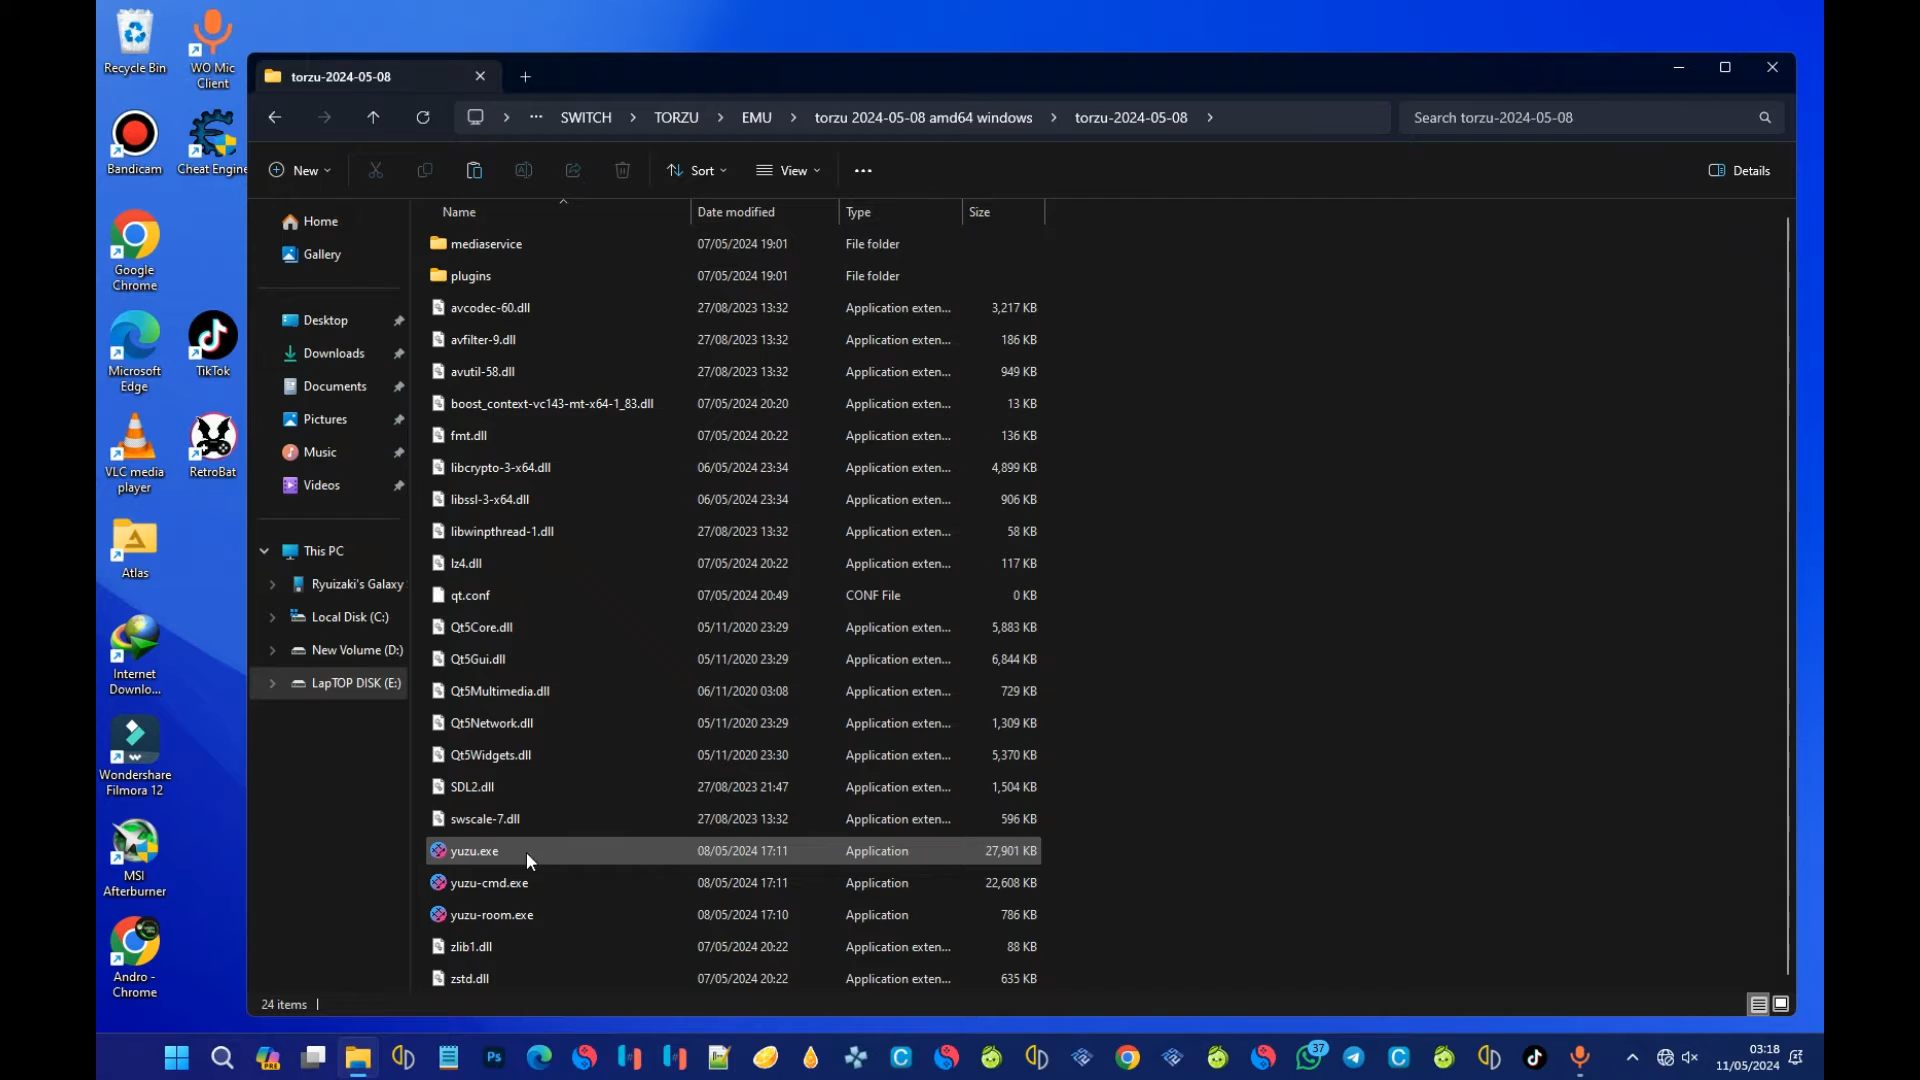 Recycle Bin
WO Mic
Client
Bandicam
Cheat Engine
Google
Chrome
Microsoft
Edge
TikTok
VLC media
player
RetroBat
Atlas
Internet
Downlo...
Wondershare
Filmora 12
MSI
Afterburner
Andro -
Chrome
torzu-2024-05-08
SWITCH TORZU EMU torzu 2024-05-08 amd64 windows torzu-2024-05-08
Search torzu-2024-05-08
New Sort View Details
Home
Gallery
Desktop
Downloads
Documents
Pictures
Music
Videos
This PC
Ryuizaki's Galaxy
Local Disk (C:)
New Volume (D:)
LapTOP DISK (E:)
Name Date modified Type Size
mediaservice 07/05/2024 19:01 File folder
plugins 07/05/2024 19:01 File folder
avcodec-60.dll 27/08/2023 13:32 Application exten... 3,217 KB
avfilter-9.dll 27/08/2023 13:32 Application exten... 186 KB
avutil-58.dll 27/08/2023 13:32 Application exten... 949 KB
boost_context-vc143-mt-x64-1_83.dll 07/05/2024 20:20 Application exten... 13 KB
fmt.dll 07/05/2024 20:22 Application exten... 136 KB
libcrypto-3-x64.dll 06/05/2024 23:34 Application exten... 4,899 KB
libssl-3-x64.dll 06/05/2024 23:34 Application exten... 906 KB
libwinpthread-1.dll 27/08/2023 13:32 Application exten... 58 KB
lz4.dll 07/05/2024 20:22 Application exten... 117 KB
qt.conf 07/05/2024 20:49 CONF File 0 KB
Qt5Core.dll 05/11/2020 23:29 Application exten... 5,883 KB
Qt5Gui.dll 05/11/2020 23:29 Application exten... 6,844 KB
Qt5Multimedia.dll 06/11/2020 03:08 Application exten... 729 KB
Qt5Network.dll 05/11/2020 23:29 Application exten... 1,309 KB
Qt5Widgets.dll 05/11/2020 23:30 Application exten... 5,370 KB
SDL2.dll 27/08/2023 21:47 Application exten... 1,504 KB
swscale-7.dll 27/08/2023 13:32 Application exten... 596 KB
yuzu.exe 08/05/2024 17:11 Application 27,901 KB
yuzu-cmd.exe 08/05/2024 17:11 Application 22,608 KB
yuzu-room.exe 08/05/2024 17:10 Application 786 KB
zlib1.dll 07/05/2024 20:22 Application exten... 88 KB
zstd.dll 07/05/2024 20:22 Application exten... 635 KB
24 items
PRE
Ps
37
03:18
11/05/2024